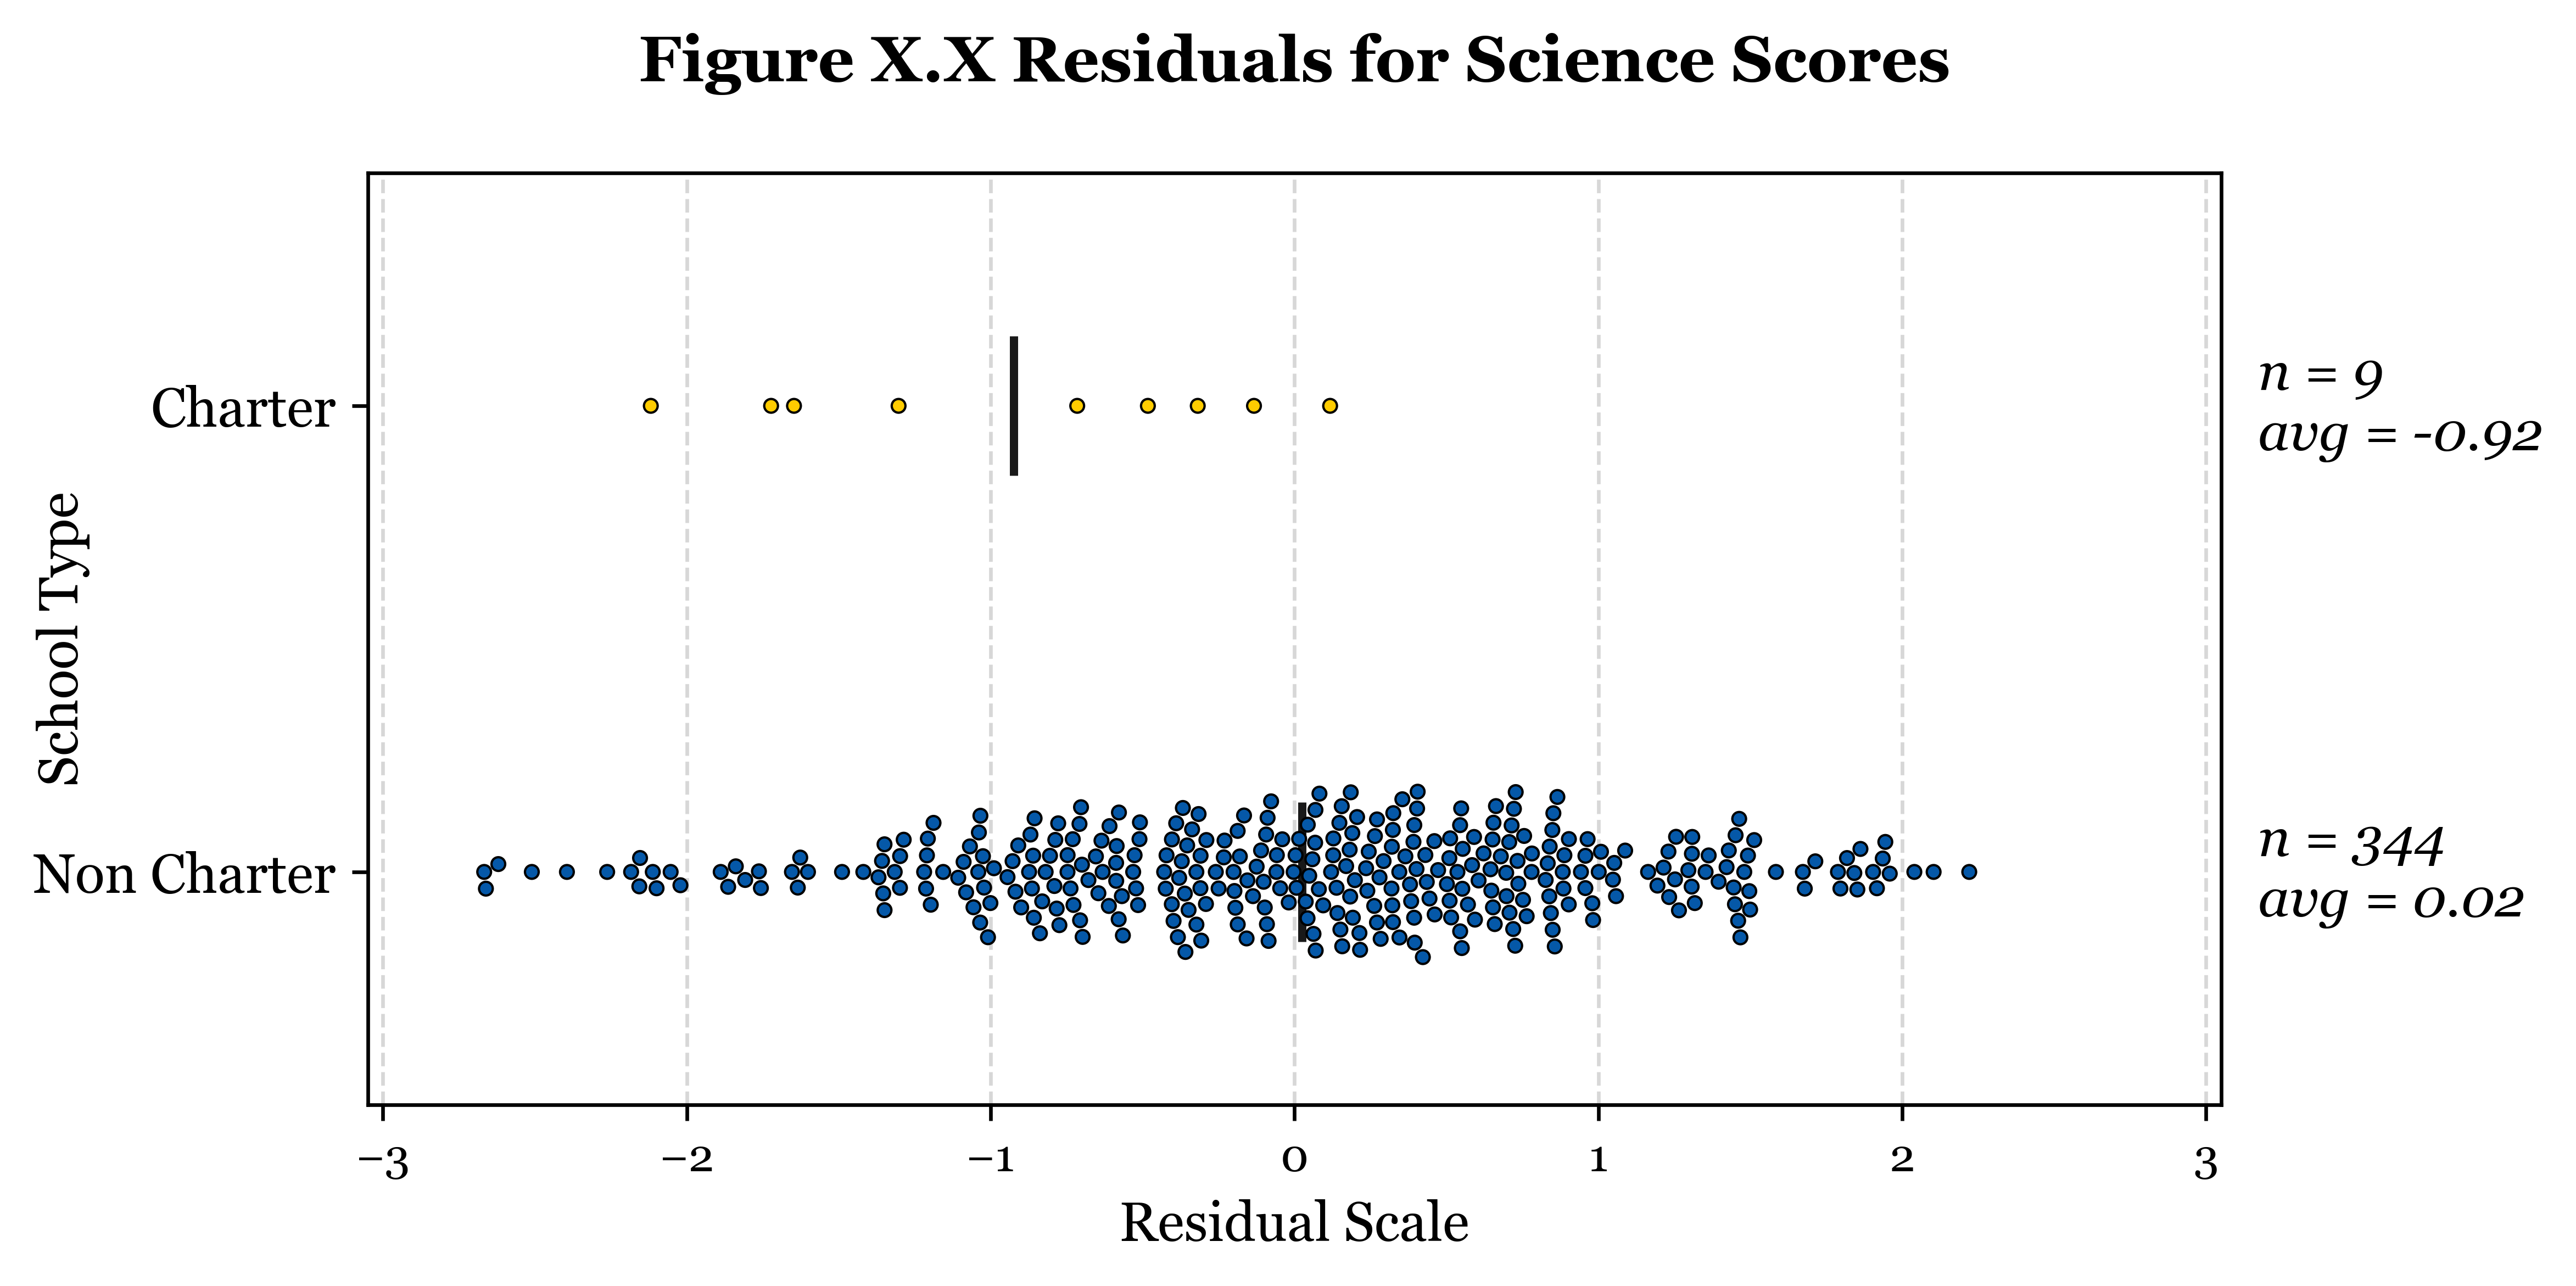 Figure X.X Residuals for Science Scores
Charter
n = 9
avg = -0.92
School Type
Non Charter
n = 344
avg = 0.02
−3 −2 −1 0 1 2 3
Residual Scale